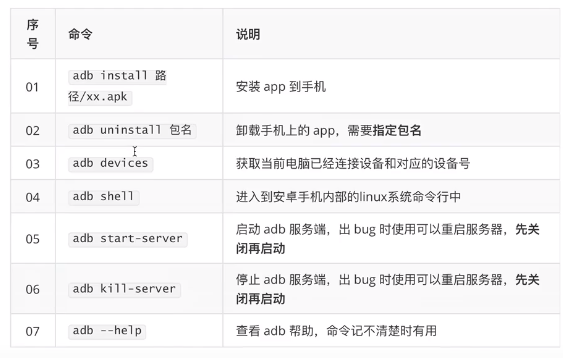 序号 命令 说明
01 adb install 路径/xx.apk 安装 app 到手机
02 adb uninstall 包名 卸载手机上的 app，需要指定包名
03 adb devices 获取当前电脑已经连接设备和对应的设备号
04 adb shell 进入到安卓手机内部的linux系统命令行中
05 adb start-server 启动 adb 服务端，出 bug 时使用可以重启服务器，先关闭再启动
06 adb kill-server 停止 adb 服务端，出 bug 时使用可以重启服务器，先关闭再启动
07 adb --help 查看 adb 帮助，命令记不清楚时有用